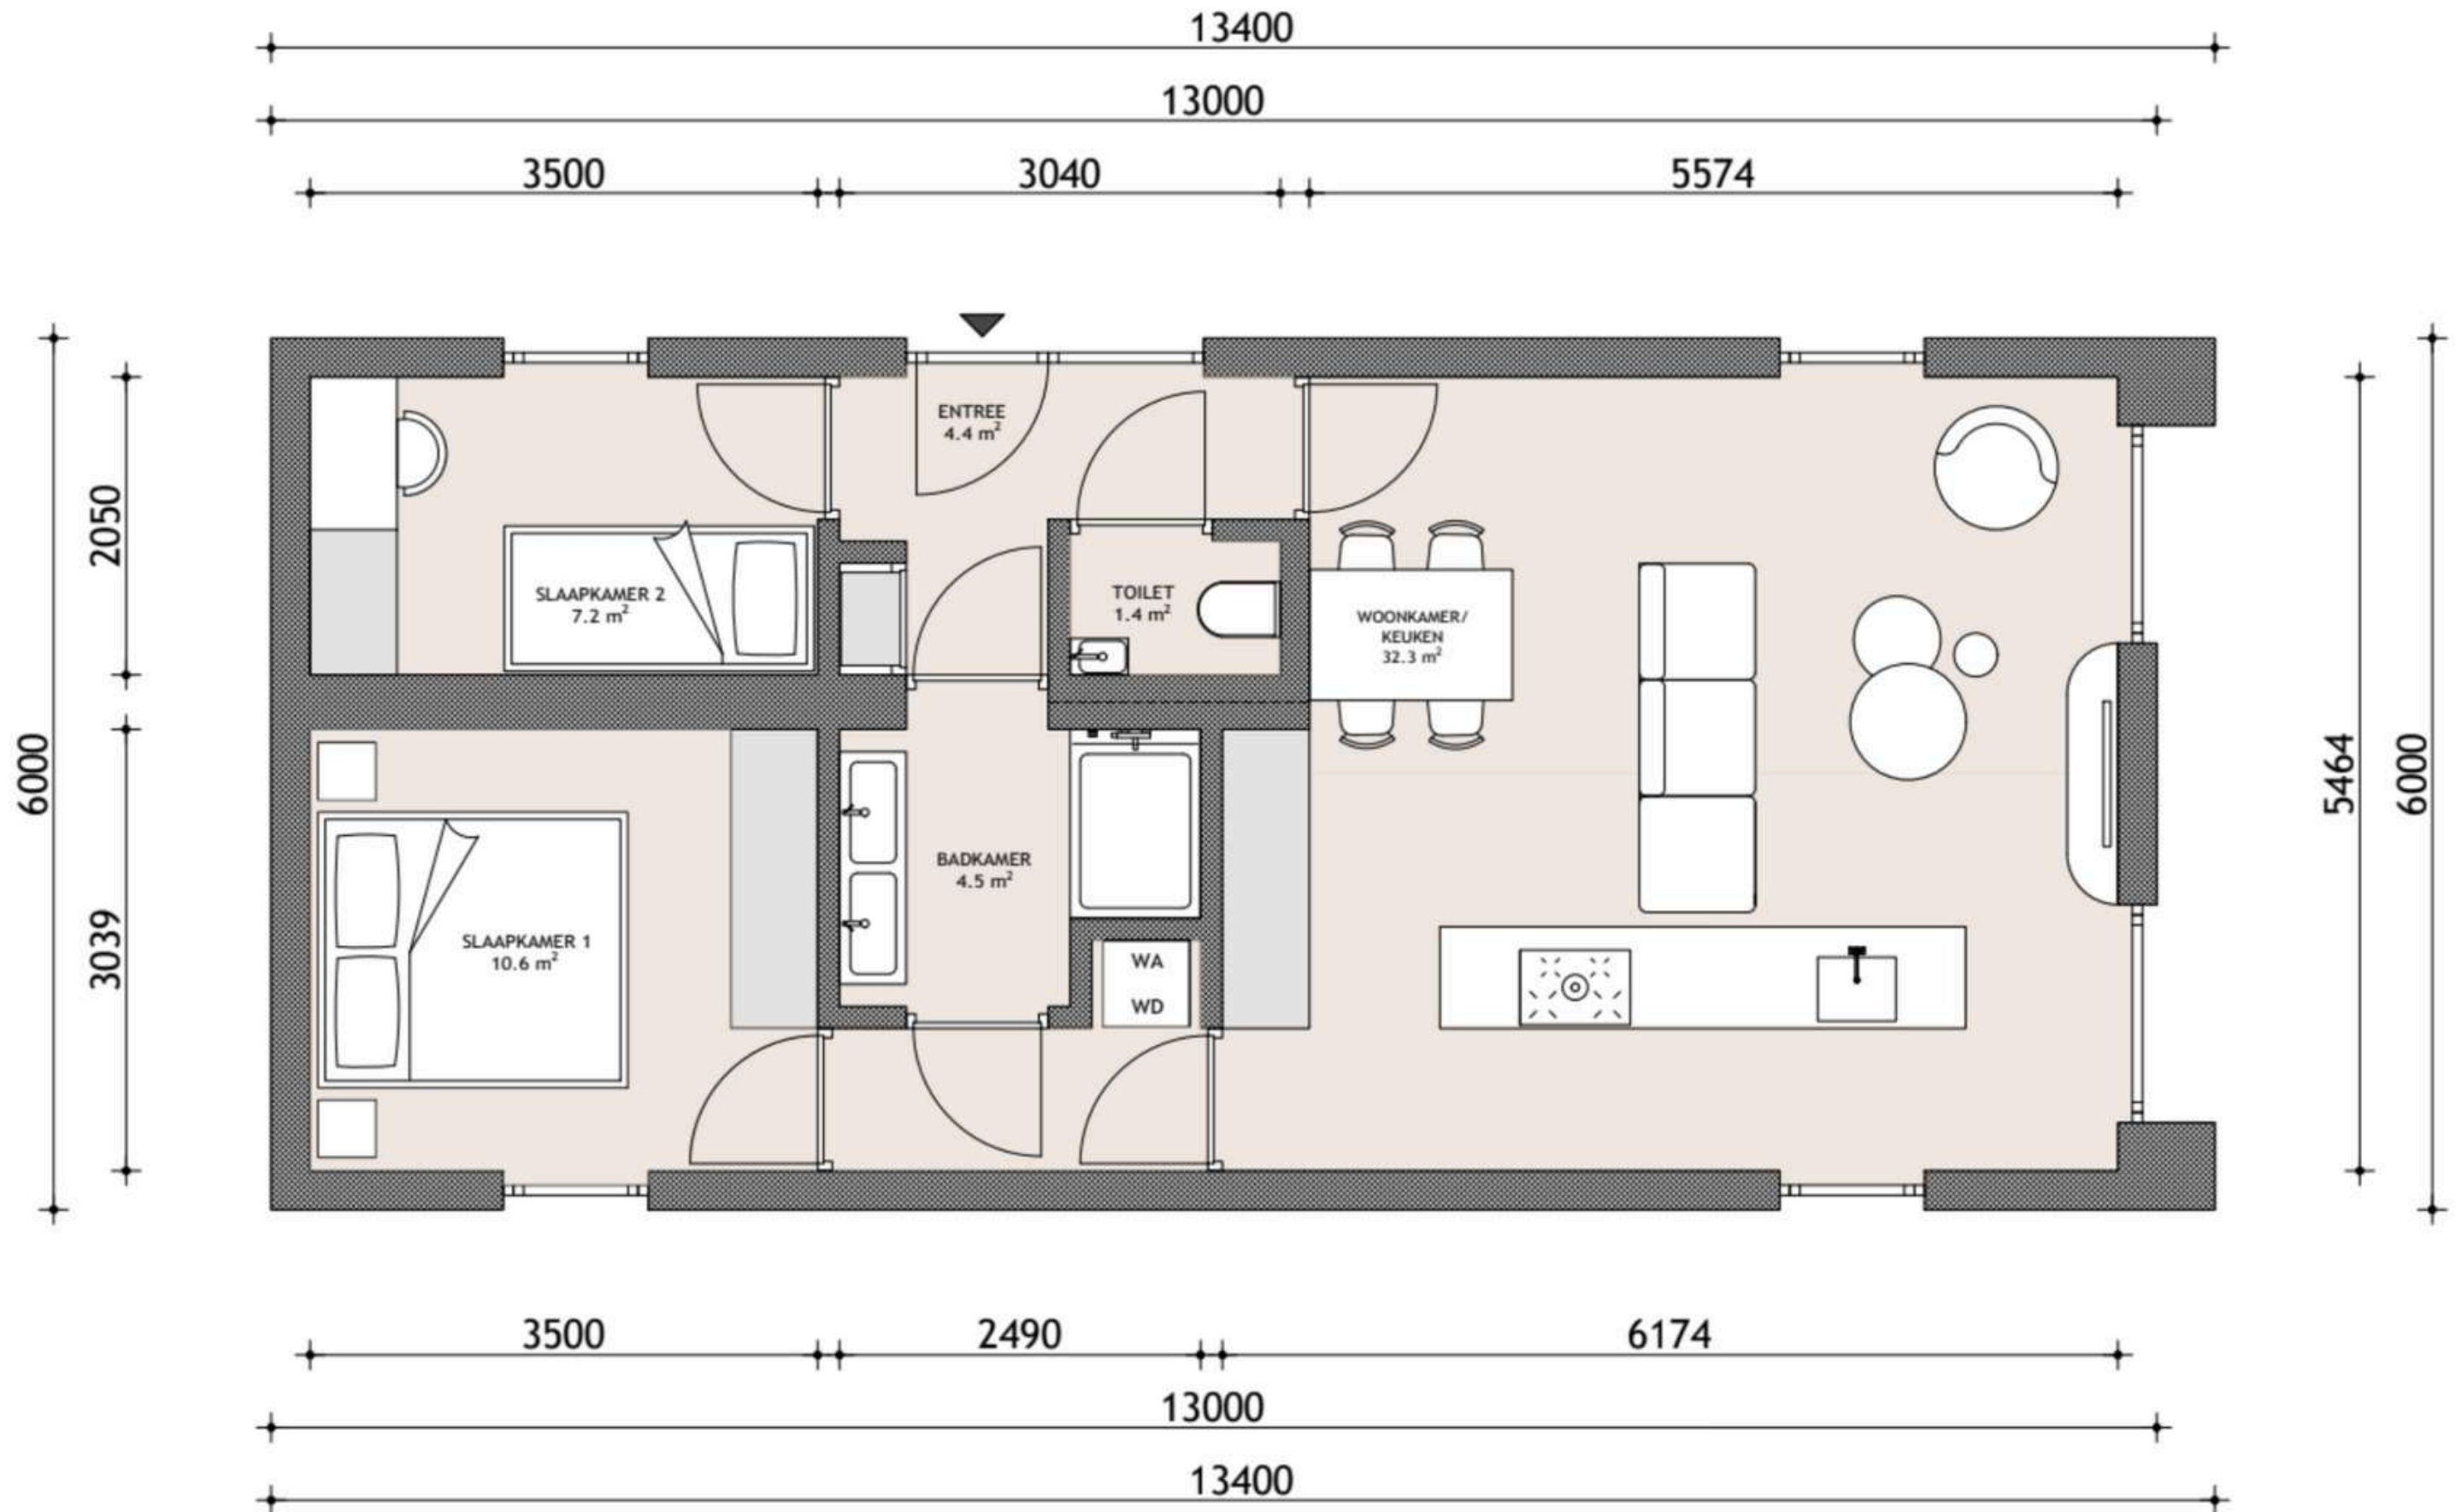 13400
13000
3500
3040
5574
ENTREE
4.4 m²
2050
SLAAPKAMER 2
7.2 m²
TOILET
1.4 m²
WOONKAMER/
KEUKEN
32.3 m²
6000
5464
6000
3039
BADKAMER
4.5 m²
SLAAPKAMER 1
10.6 m²
WA
WD
3500
2490
6174
13000
13400